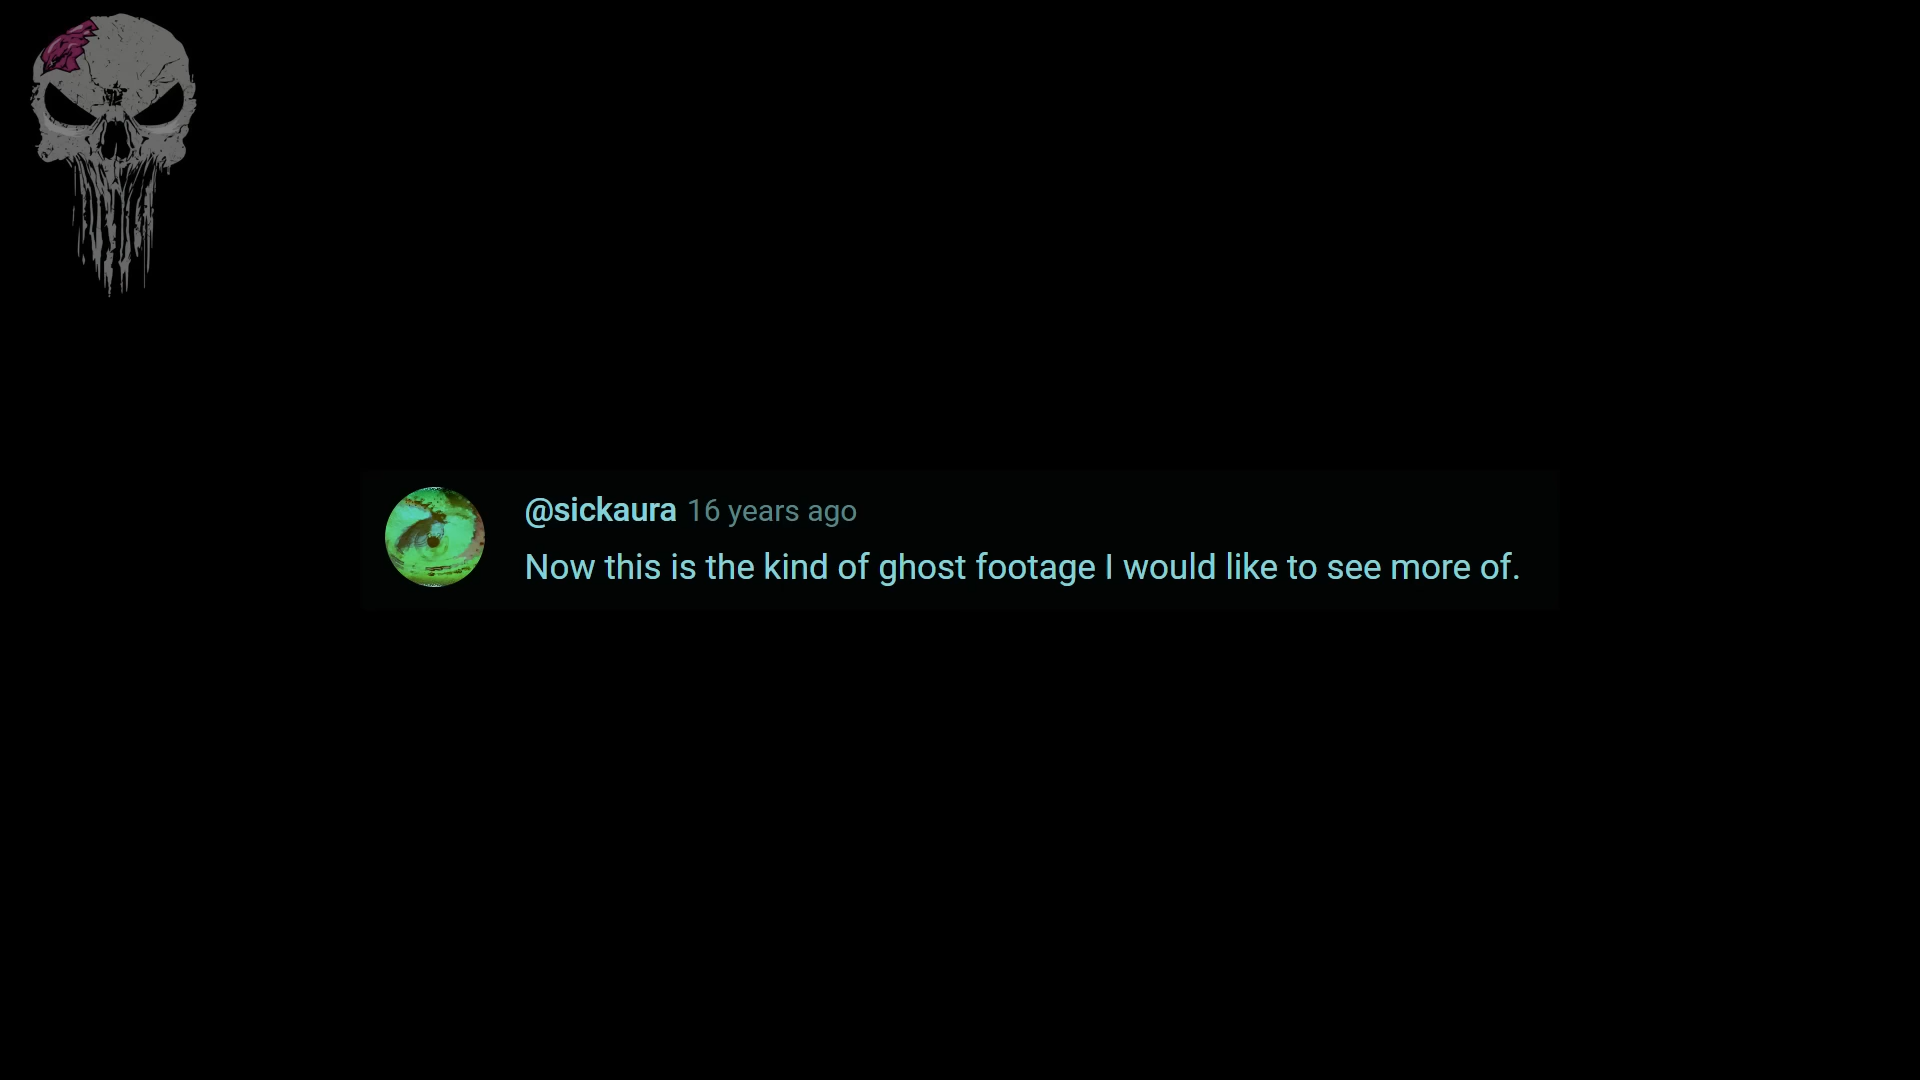 @sickaura 16 years ago
Now this is the kind of ghost footage I would like to see more of.